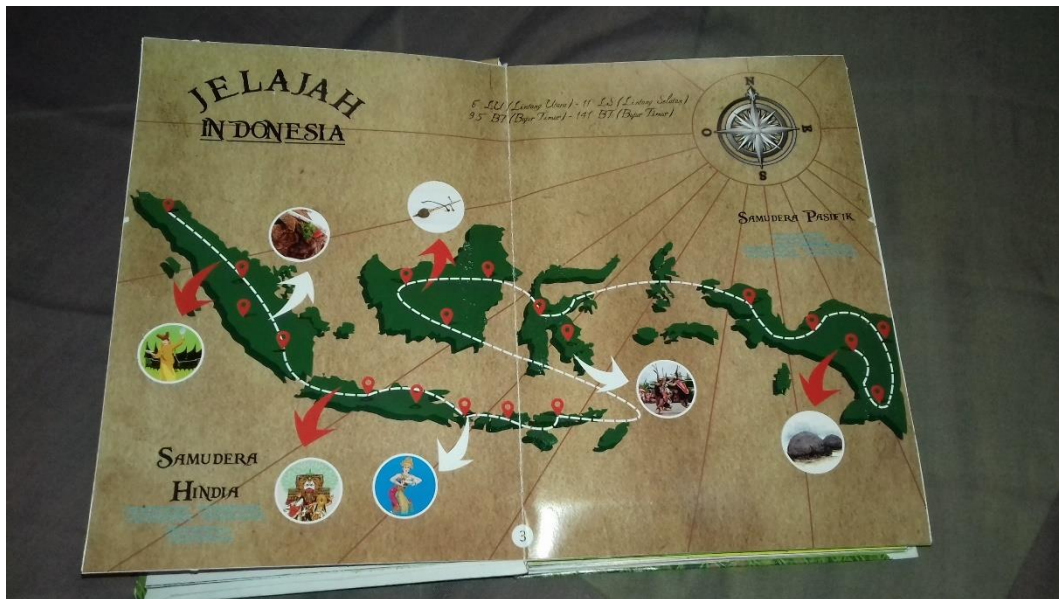 JELAJAH
INDONESIA
6 LU (Lintang Utara) - 11 LS (Lintang Selatan)
95 BT (Bujur Timur) - 141 BT (Bujur Timur)
N
O
E
S
SAMUDERA PASIFIK
SAMUDERA
HINDIA
3